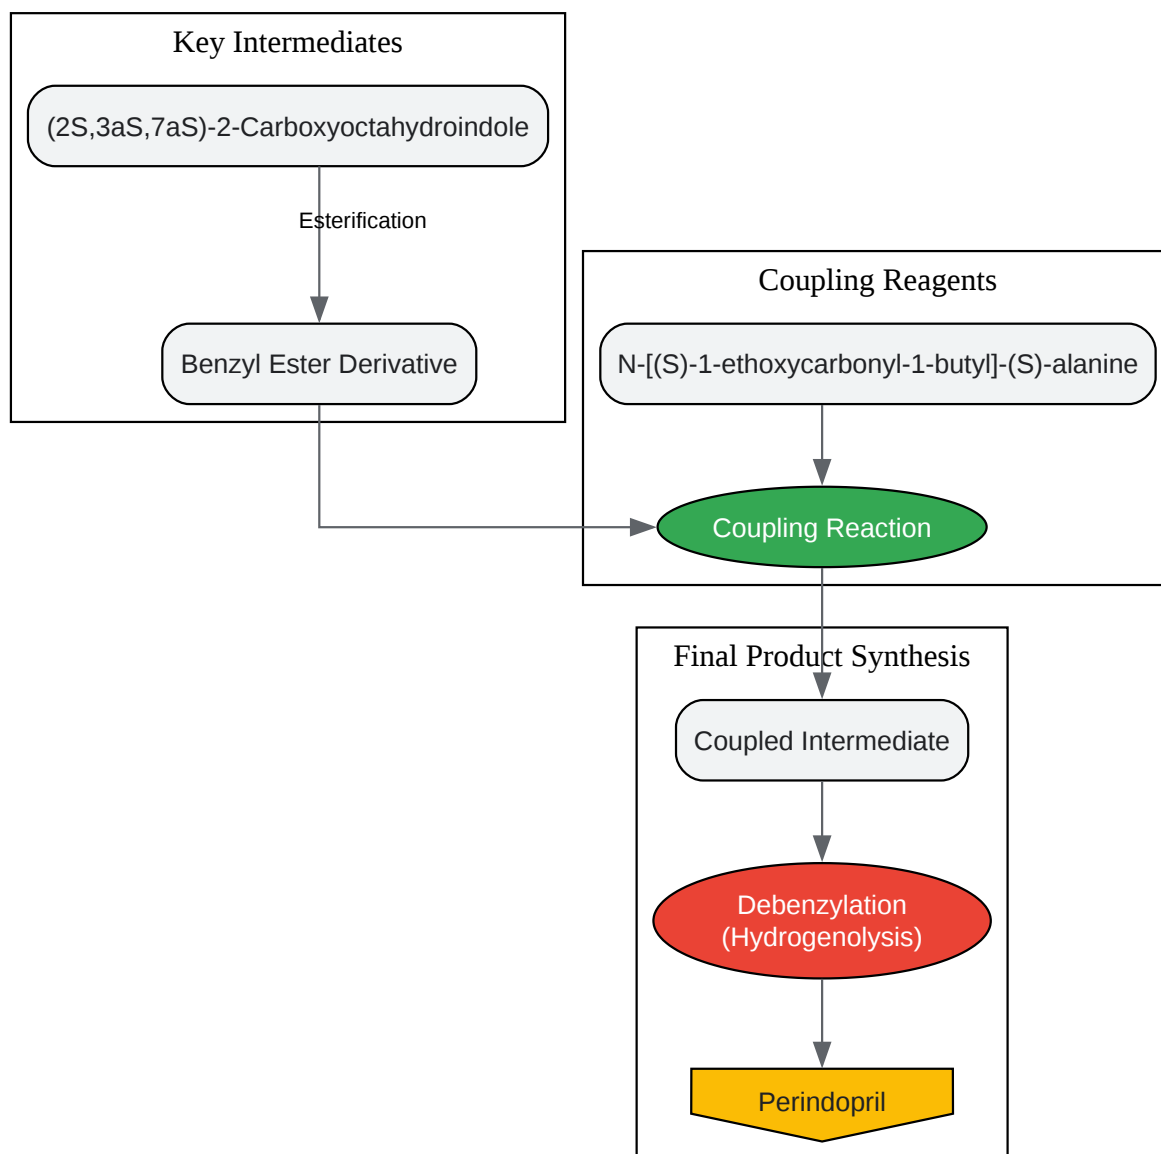 Key Intermediates
(2S,3aS,7aS)-2-Carboxyoctahydroindole
Esterification
Benzyl Ester Derivative
Coupling Reagents
N-[(S)-1-ethoxycarbonyl-1-butyl]-(S)-alanine
Coupling Reaction
Final Product Synthesis
Coupled Intermediate
Debenzylation
(Hydrogenolysis)
Perindopril